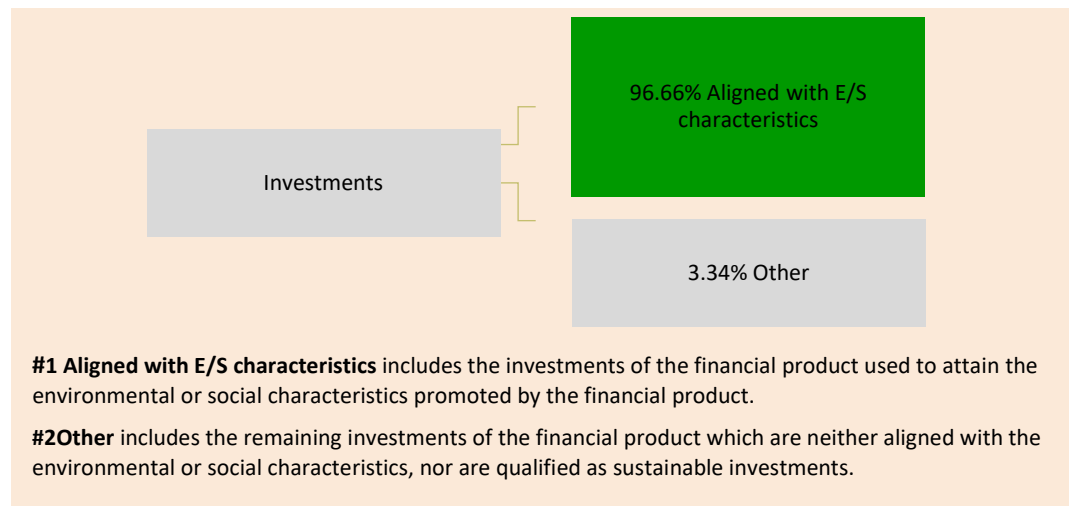 96.66% Aligned with E/S
characteristics
Investments
3.34% Other
#1 Aligned with E/S characteristics includes the investments of the financial product used to attain the
environmental or social characteristics promoted by the financial product.
#2Other includes the remaining investments of the financial product which are neither aligned with the
environmental or social characteristics, nor are qualified as sustainable investments.